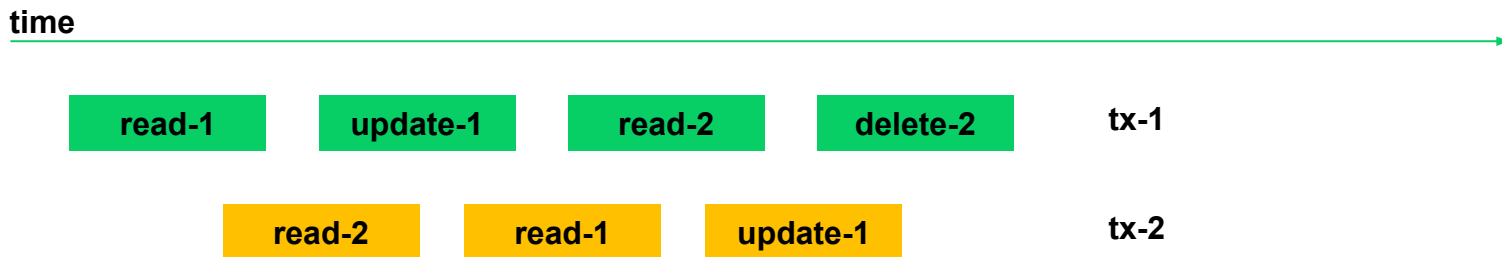 time
read-1 update-1 read-2 delete-2 tx-1
read-2 read-1 update-1 tx-2